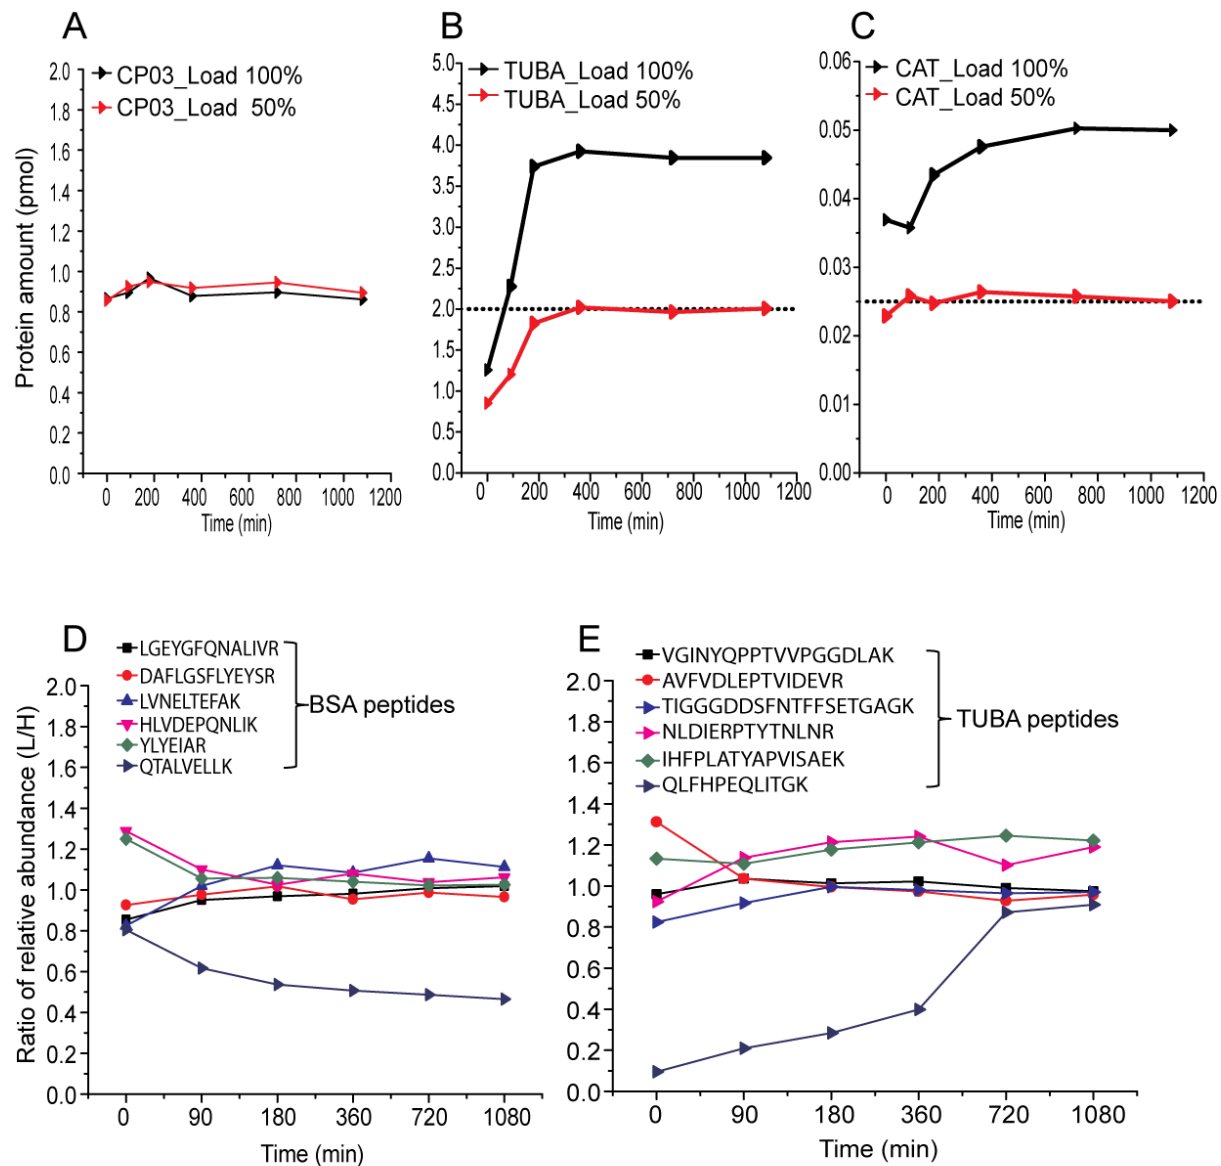 A
B
C
Protein amount (pmol)
2.0
1.8
1.6
1.4
1.2
1.0
0.8
0.6
0.4
0.2
0.0
CP03_Load 100%
CP03_Load 50%
0 200 400 600 800 1000 1200
Time (min)
5.0
4.5
4.0
3.5
3.0
2.5
2.0
1.5
1.0
0.5
0.0
TUBA_Load 100%
TUBA_Load 50%
0 200 400 600 800 1000 1200
Time (min)
0.06
0.05
0.04
0.03
0.02
0.01
0.00
CAT_Load 100%
CAT_Load 50%
0 200 400 600 800 1000 1200
Time (min)
D
LGEYGFQNALIVR
DAFLGSFLYEYSR
LVNELTEFAK
HLVDEPQNLIK
YLYEIAR
QTALVELLK
BSA peptides
Ratio of relative abundance (L/H)
2.0
1.8
1.6
1.4
1.2
1.0
0.8
0.6
0.4
0.2
0.0
0 90 180 360 720 1080
Time (min)
E
VGINYQPPTVVPGGDLAK
AVFVDLEPTVIDEVR
TIGGGDDSFNTFFSETGAGK
NLDIERPTYTNLNR
IHFPLATYAPVISAEK
QLFHPEQLITGK
TUBA peptides
2.0
1.8
1.6
1.4
1.2
1.0
0.8
0.6
0.4
0.2
0.0
0 90 180 360 720 1080
Time (min)